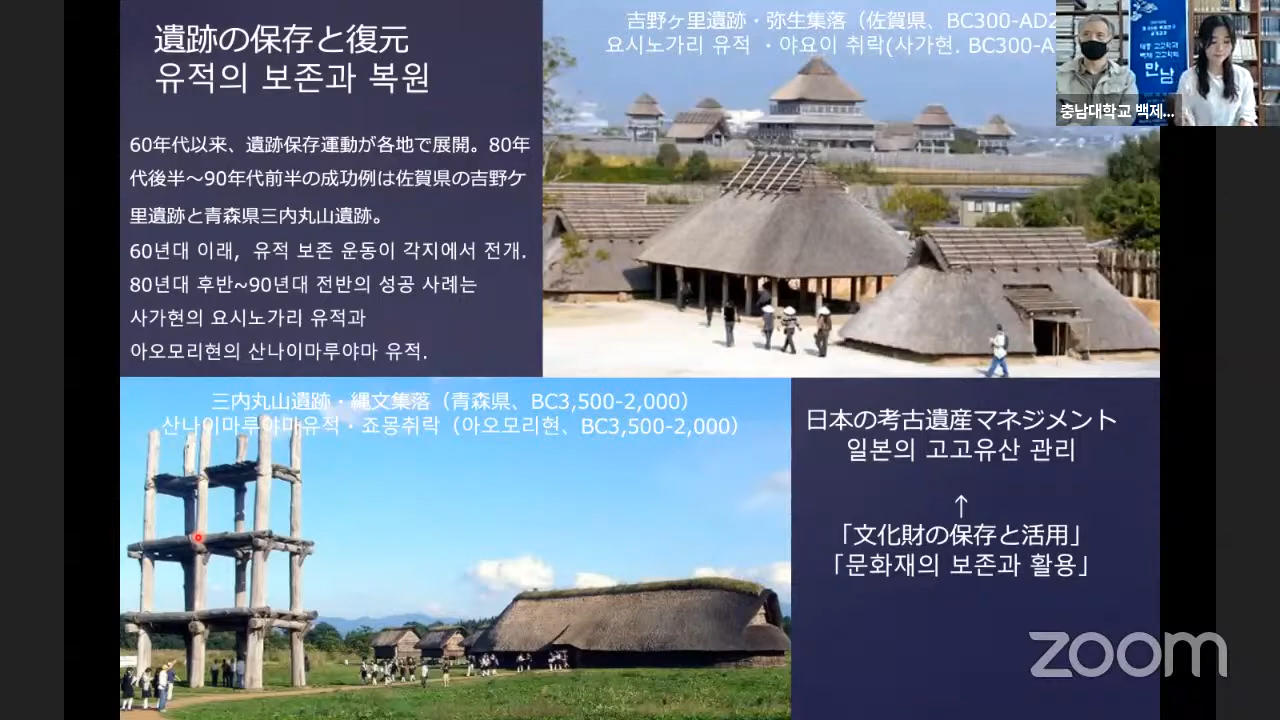 遺跡の保存と復元
유적의 보존과 복원
60年代以来、遺跡保存運動が各地で展開。80年
代後半～90年代前半の成功例は佐賀県の吉野ケ
里遺跡と青森県三内丸山遺跡。
60년대 이래, 유적 보존 운동이 각지에서 전개.
80년대 후반~90년대 전반의 성공 사례는
사가현의 요시노가리 유적과
아오모리현의 산나이마루야마 유적.
吉野ヶ里遺跡・弥生集落（佐賀県、BC300-AD2
요시노가리 유적 ・야요이 취락(사가현. BC300-A
만남
충남대학교 백제...
三内丸山遺跡・縄文集落（青森県、BC3,500-2,000）
산나이마루야마유적・죠몽취락（아오모리현、BC3,500-2,000）
日本の考古遺産マネジメント
일본의 고고유산 관리
↑
「文化財の保存と活用」
「문화재의 보존과 활용」
zoom